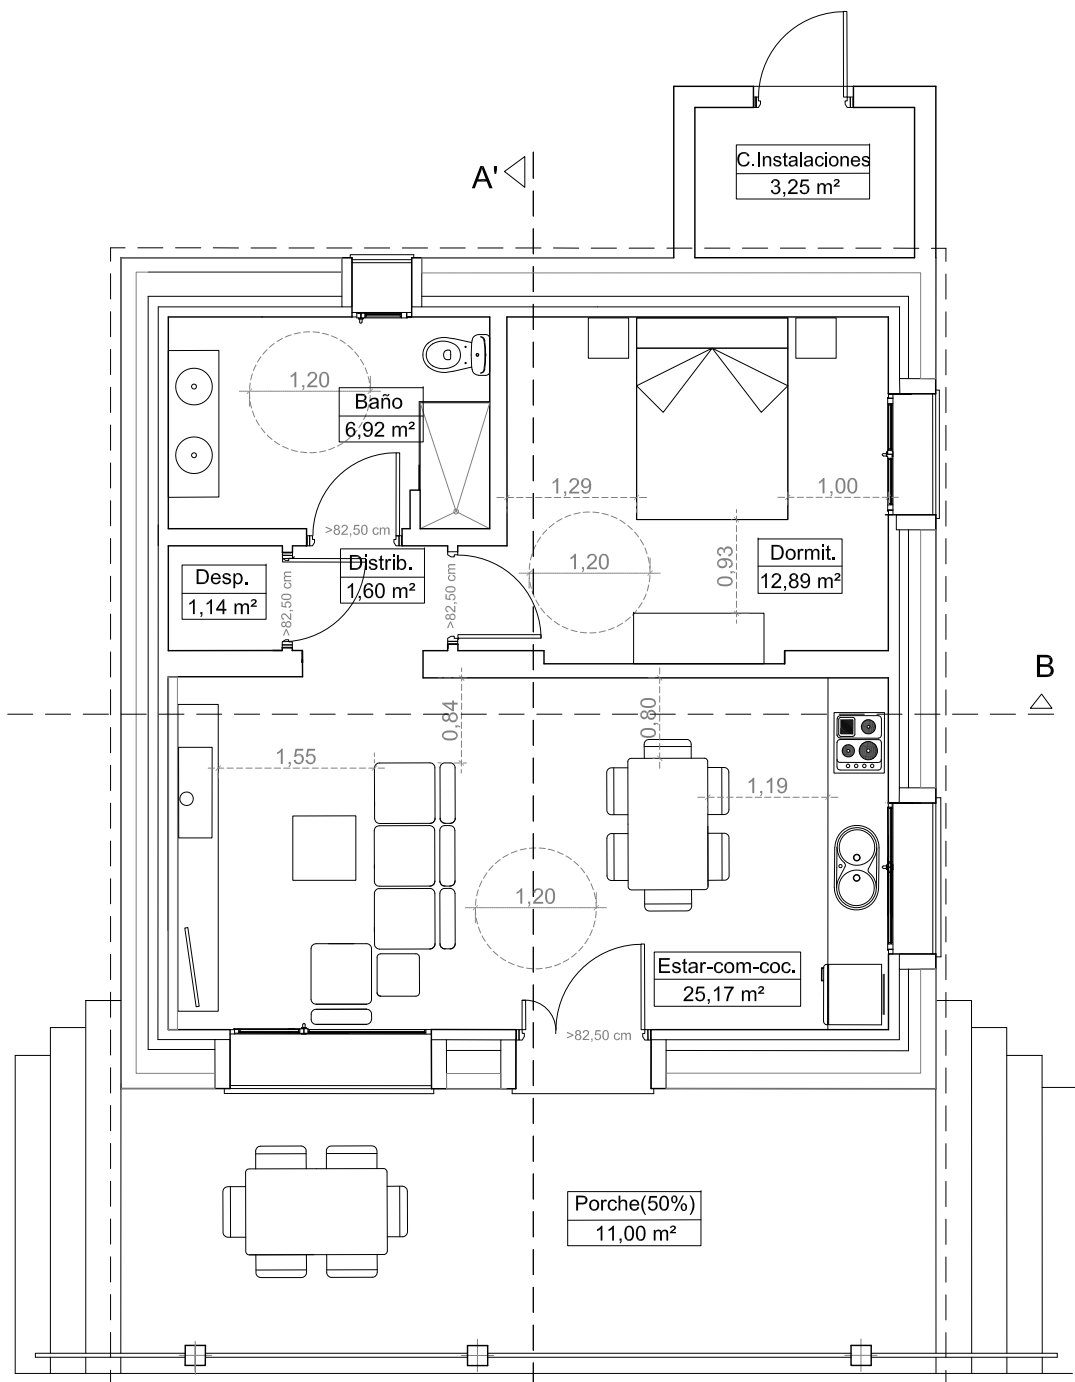 C.Instalaciones
3,25 m²
A'
1,20
Baño
6,92 m²
1,29
1,00
>82,50 cm
0,93
Dormit.
12,89 m²
Distrib.
1,60 m²
1,20
Desp.
1,14 m²
>82,50 cm
>82,50 cm
B
0,84
0,80
1,55
1,19
1,20
Estar-com-coc.
25,17 m²
>82,50 cm
Porche(50%)
11,00 m²